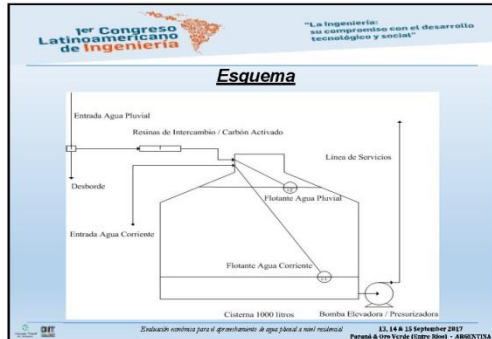 1er Congreso
Latinoamericano
de Ingeniería
"La Ingeniería:
su compromiso con el desarrollo
tecnológico y social"
Esquema
Entrada Agua Pluvial
Resinas de Intercambio / Carbón Activado
Línea de Servicios
Desborde
Flotante Agua Pluvial
Entrada Agua Corriente
Flotante Agua Corriente
Cisterna 1000 litros
Bomba Elevadora / Presurizadora
Evaluación económica para el aprovechamiento de agua pluvial a nivel residencial
13, 14 & 15 September 2017
Paraná & Oro Verde (Entre Ríos) - ARGENTINA